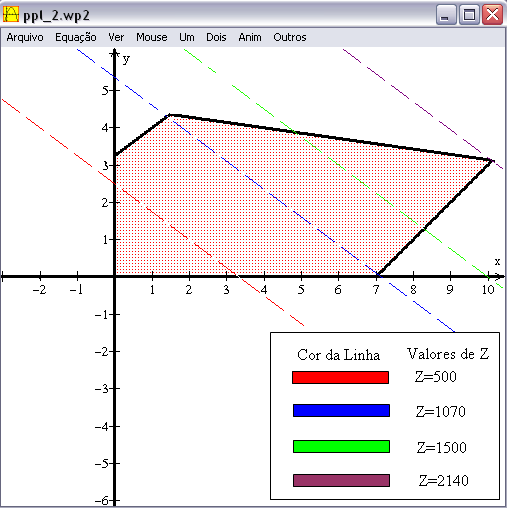 ppl_2.wp2
Arquivo Equação Ver Mouse Um Dois Anim Outros
y
5
4
3
2
1
x
-2 -1 1 2 3 4 5 6 7 8 9 10
-1
-2
-3
-4
-5
-6
Cor da Linha Valores de Z
Z=500
Z=1070
Z=1500
Z=2140